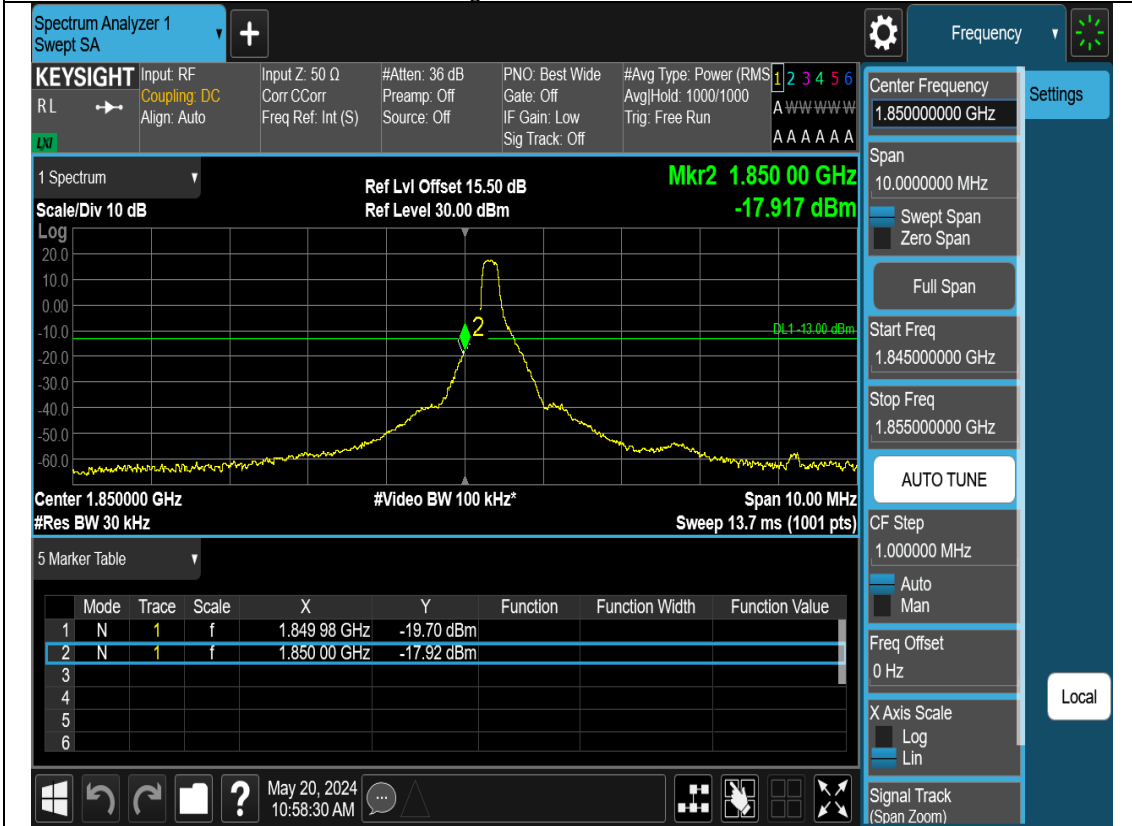 Spectrum Analyzer 1
Swept SA
+
Frequency
KEYSIGHT
RL
LXI
Input: RF
Coupling: DC
Align: Auto
Input Z: 50 Ω
Corr CCorr
Freq Ref: Int (S)
#Atten: 36 dB
Preamp: Off
Source: Off
PNO: Best Wide
Gate: Off
IF Gain: Low
Sig Track: Off
#Avg Type: Power (RMS
Avg|Hold: 1000/1000
Trig: Free Run
1 2 3 4 5 6
A W W W W W
A A A A A A
1 Spectrum
Scale/Div 10 dB
Ref Lvl Offset 15.50 dB
Ref Level 30.00 dBm
Mkr2 1.850 00 GHz
-17.917 dBm
Log
20.0
10.0
0.00
-10.0
-20.0
-30.0
-40.0
-50.0
-60.0
2
DL1 -13.00 dBm
Center 1.850000 GHz
#Video BW 100 kHz*
Span 10.00 MHz
#Res BW 30 kHz
Sweep 13.7 ms (1001 pts)
5 Marker Table
Mode Trace Scale X Y Function Function Width Function Value
1 N 1 f 1.849 98 GHz -19.70 dBm
2 N 1 f 1.850 00 GHz -17.92 dBm
3
4
5
6
?
May 20, 2024
10:58:30 AM
Center Frequency
1.850000000 GHz
Settings
Span
10.0000000 MHz
Swept Span
Zero Span
Full Span
Start Freq
1.845000000 GHz
Stop Freq
1.855000000 GHz
AUTO TUNE
CF Step
1.000000 MHz
Auto
Man
Freq Offset
0 Hz
Local
X Axis Scale
Log
Lin
Signal Track
(Span Zoom)